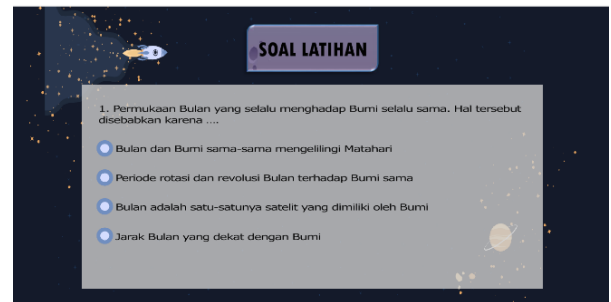 SOAL LATIHAN
1. Permukaan Bulan yang selalu menghadap Bumi selalu sama. Hal tersebut
disebabkan karena ....
Bulan dan Bumi sama-sama mengelilingi Matahari
Periode rotasi dan revolusi Bulan terhadap Bumi sama
Bulan adalah satu-satunya satelit yang dimiliki oleh Bumi
Jarak Bulan yang dekat dengan Bumi